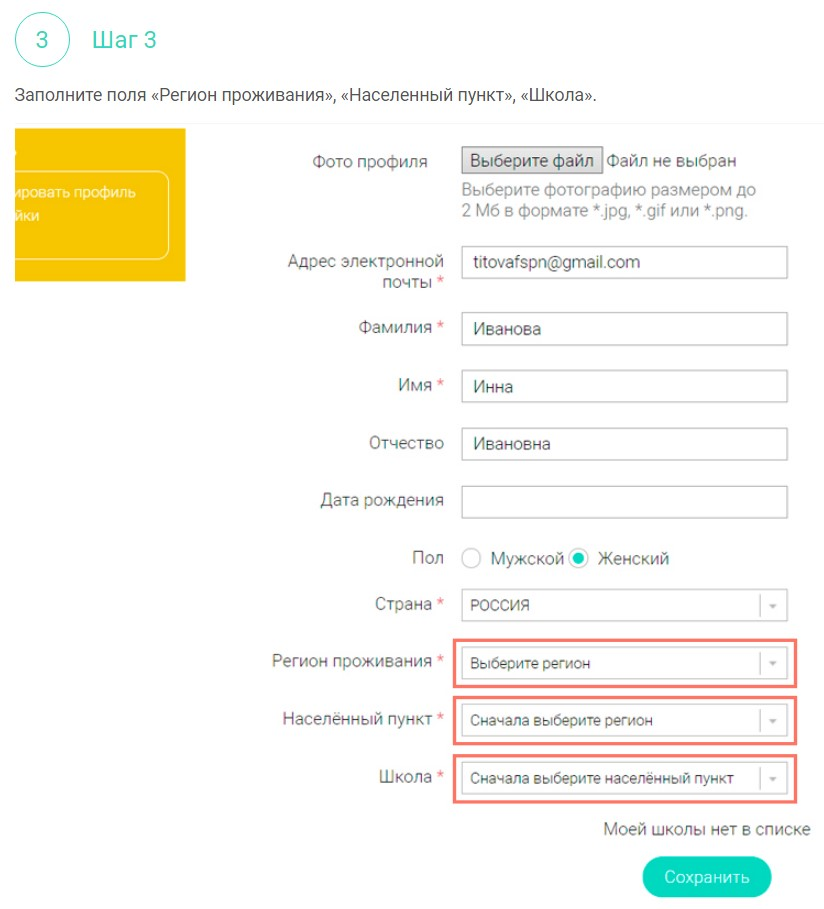 3 Шаг 3
Заполните поля «Регион проживания», «Населенный пункт», «Школа».
ировать профиль
йки
Фото профиля Выберите файл Файл не выбран
Выберите фотографию размером до
2 Мб в формате *.jpg, *.gif или *.png.
Адрес электронной
почты * titovafspn@gmail.com
Фамилия * Иванова
Имя * Инна
Отчество Ивановна
Дата рождения
Пол Мужской Женский
Страна * РОССИЯ
Регион проживания * Выберите регион
Населённый пункт * Сначала выберите регион
Школа * Сначала выберите населённый пункт
Моей школы нет в списке
Сохранить